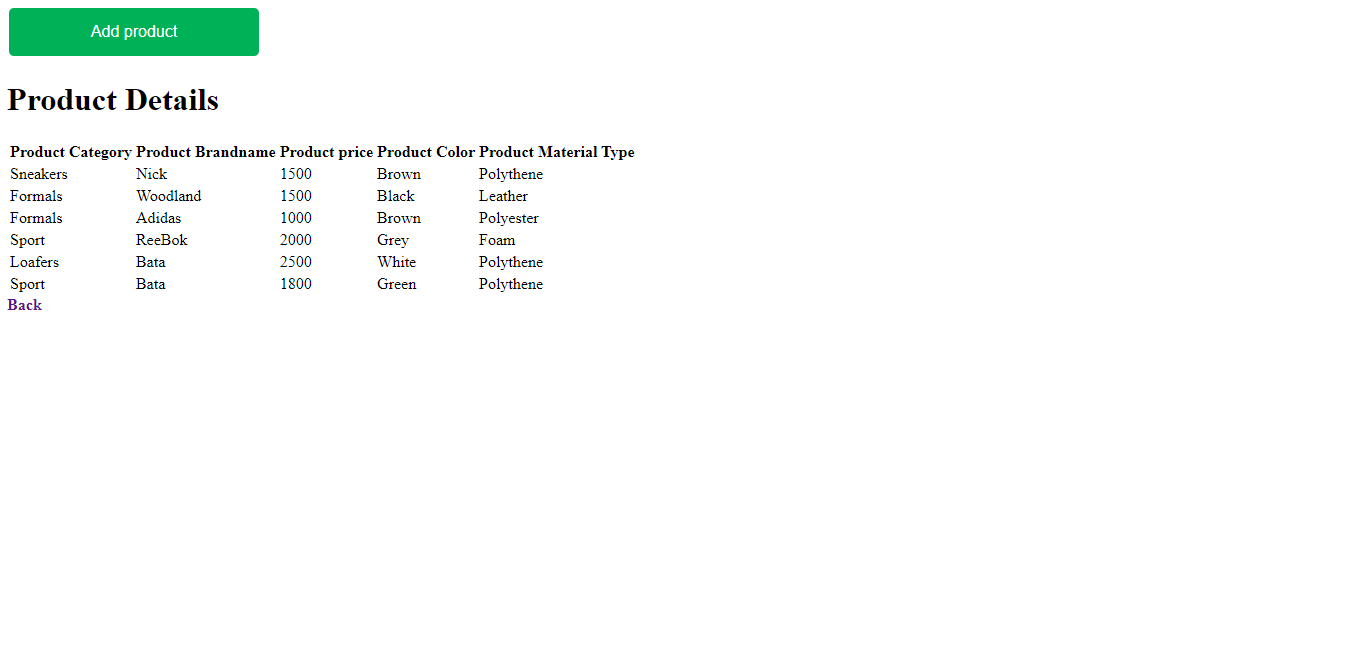 Add product
Product Details
Product Category Product Brandname Product price Product Color Product Material Type
Sneakers Nick 1500 Brown Polythene
Formals Woodland 1500 Black Leather
Formals Adidas 1000 Brown Polyester
Sport ReeBok 2000 Grey Foam
Loafers Bata 2500 White Polythene
Sport Bata 1800 Green Polythene
Back